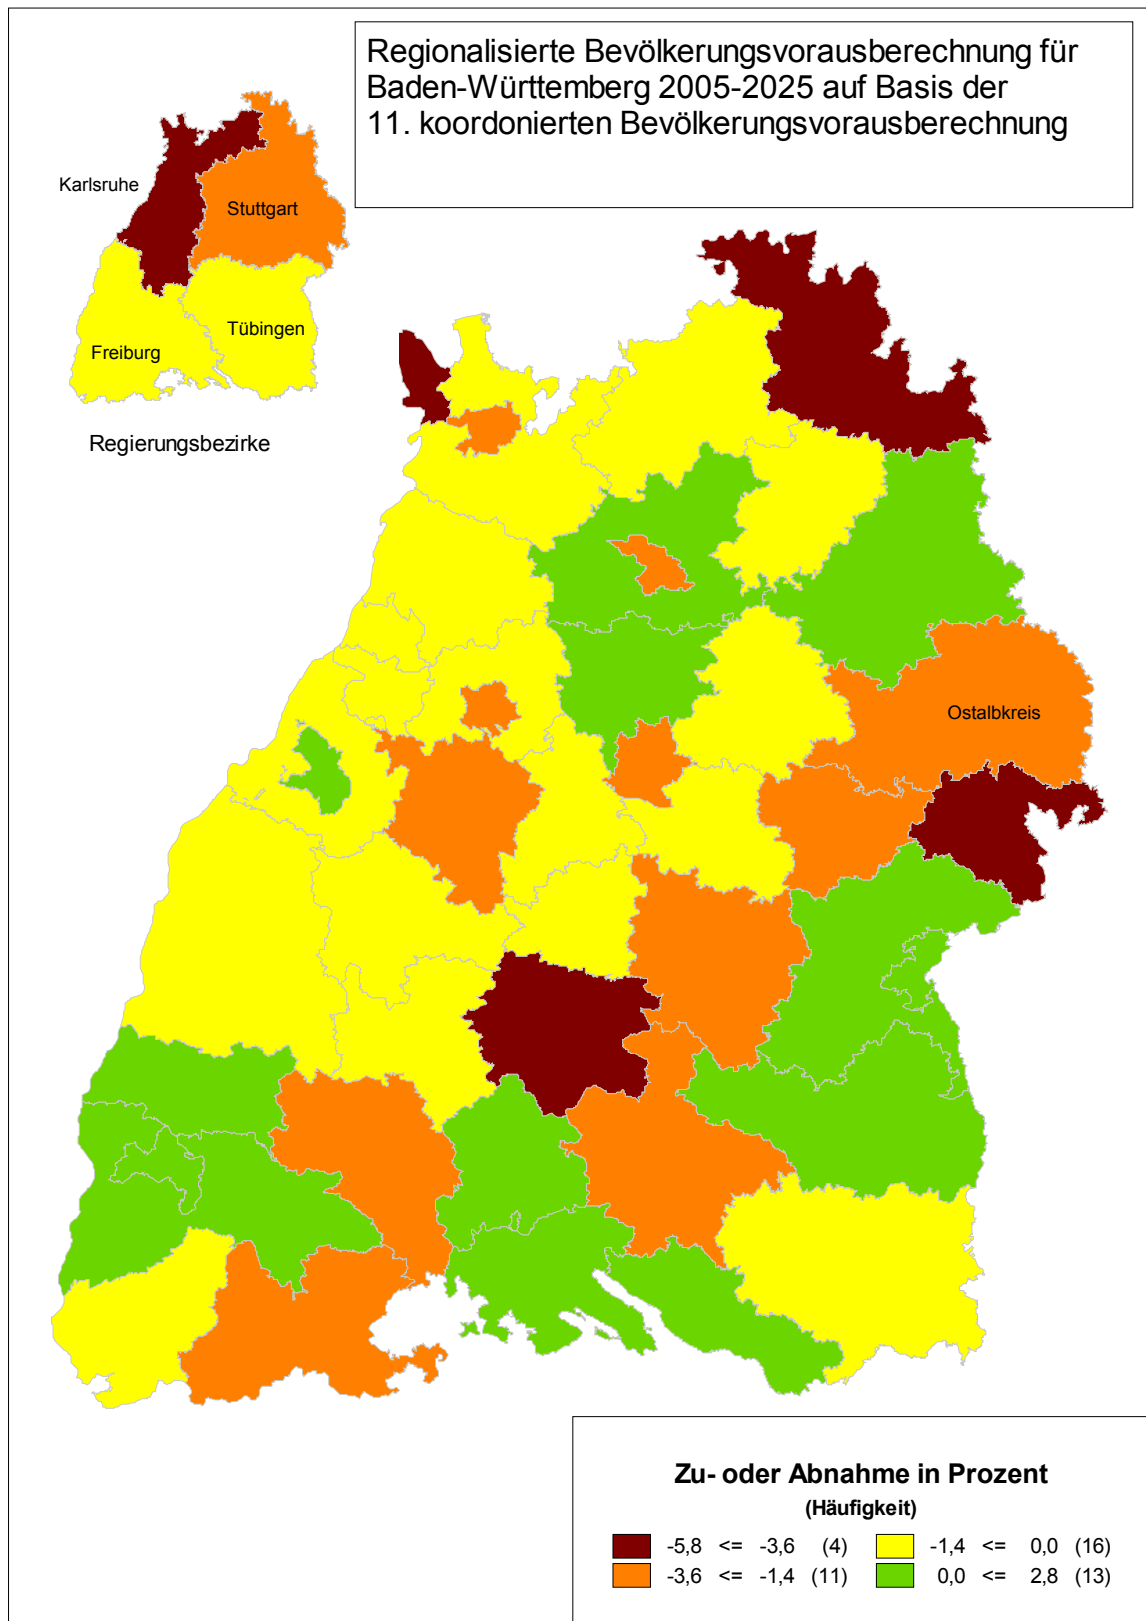 Regionalisierte Bevölkerungsvorausberechnung für
Baden-Württemberg 2005-2025 auf Basis der
11. koordonierten Bevölkerungsvorausberechnung
Karlsruhe
Stuttgart
Tübingen
Freiburg
Regierungsbezirke
Ostalbkreis
Zu- oder Abnahme in Prozent
(Häufigkeit)
-5,8 <= -3,6 (4) -1,4 <= 0,0 (16)
-3,6 <= -1,4 (11) 0,0 <= 2,8 (13)